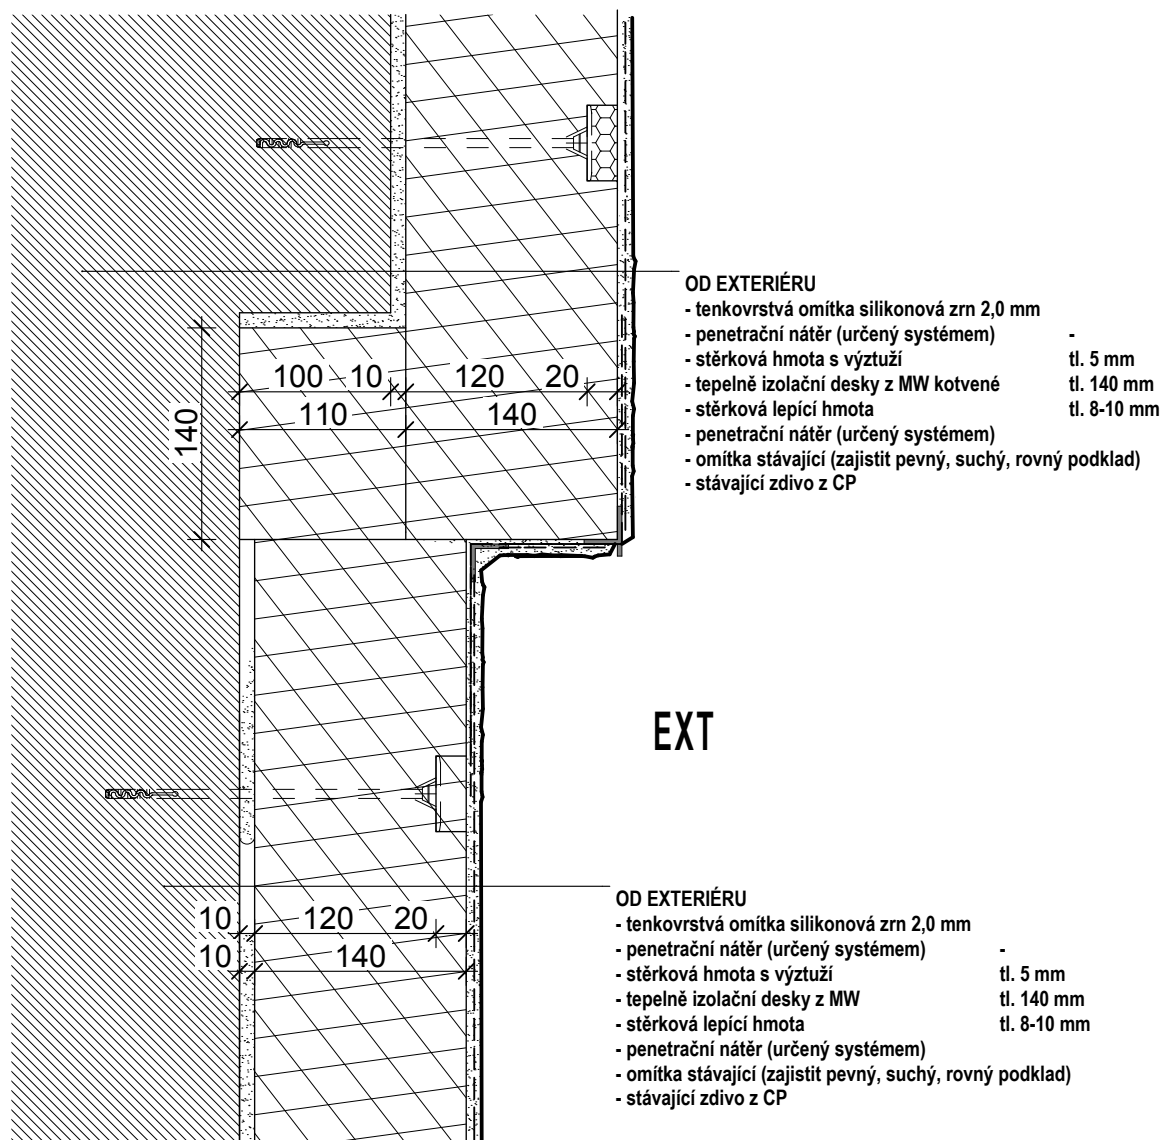 OD EXTERIÉRU
- tenkovrstvá omítka silikonová zrn 2,0 mm
- penetrační nátěr (určený systémem) -
- stěrková hmota s výztuží tl. 5 mm
- tepelně izolační desky z MW kotvené tl. 140 mm
- stěrková lepící hmota tl. 8-10 mm
- penetrační nátěr (určený systémem)
- omítka stávající (zajistit pevný, suchý, rovný podklad)
- stávající zdivo z CP
100 10 120 20
110 140
140
EXT
OD EXTERIÉRU
- tenkovrstvá omítka silikonová zrn 2,0 mm
- penetrační nátěr (určený systémem) -
- stěrková hmota s výztuží tl. 5 mm
- tepelně izolační desky z MW tl. 140 mm
- stěrková lepící hmota tl. 8-10 mm
- penetrační nátěr (určený systémem)
- omítka stávající (zajistit pevný, suchý, rovný podklad)
- stávající zdivo z CP
10 120 20
10 140